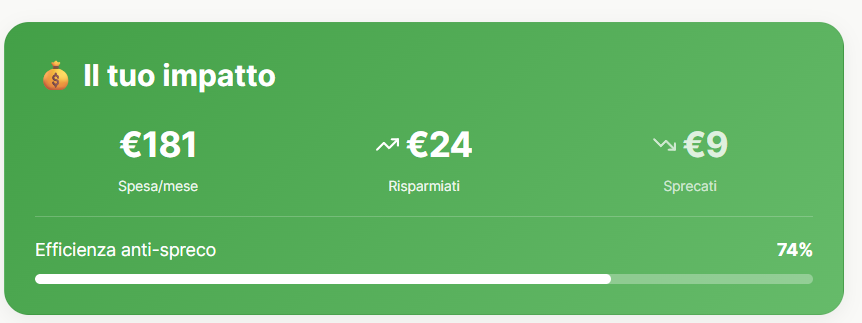 Il tuo impatto
€181
€24
€9
Spesa/mese
Risparmiati
Sprecati
Efficienza anti-spreco
74%